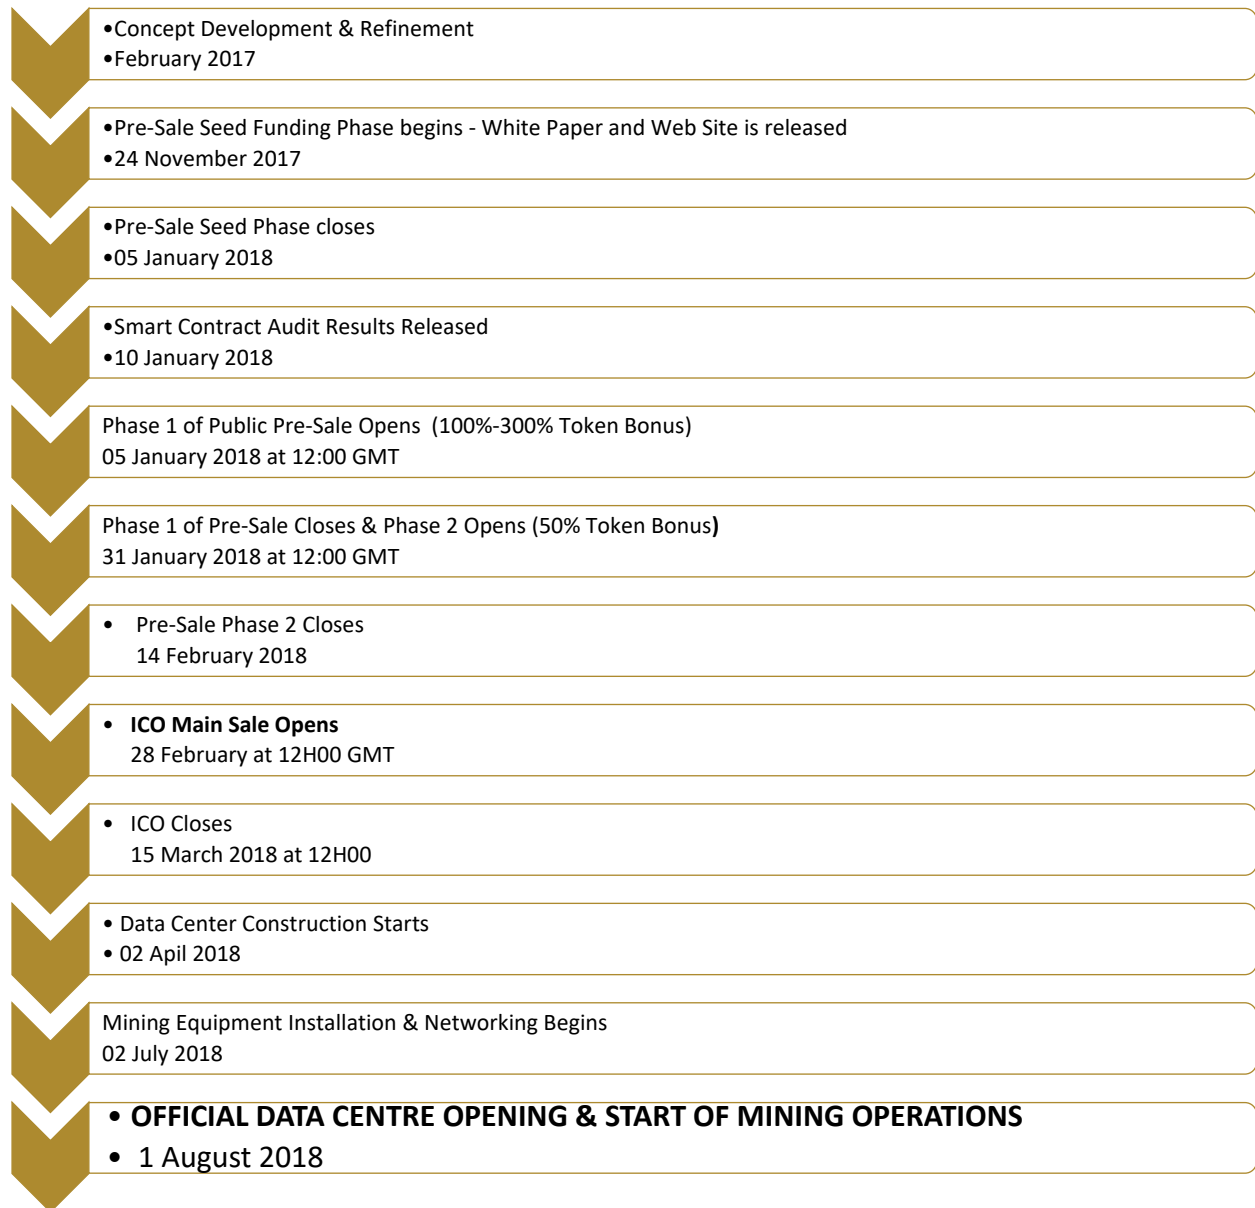 •Concept Development & Refinement
•February 2017
•Pre-Sale Seed Funding Phase begins - White Paper and Web Site is released
•24 November 2017
•Pre-Sale Seed Phase closes
•05 January 2018
•Smart Contract Audit Results Released
•10 January 2018
Phase 1 of Public Pre-Sale Opens (100%-300% Token Bonus)
05 January 2018 at 12:00 GMT
Phase 1 of Pre-Sale Closes & Phase 2 Opens (50% Token Bonus)
31 January 2018 at 12:00 GMT
• Pre-Sale Phase 2 Closes
14 February 2018
• ICO Main Sale Opens
28 February at 12H00 GMT
• ICO Closes
15 March 2018 at 12H00
• Data Center Construction Starts
• 02 Apil 2018
Mining Equipment Installation & Networking Begins
02 July 2018
• OFFICIAL DATA CENTRE OPENING & START OF MINING OPERATIONS
• 1 August 2018